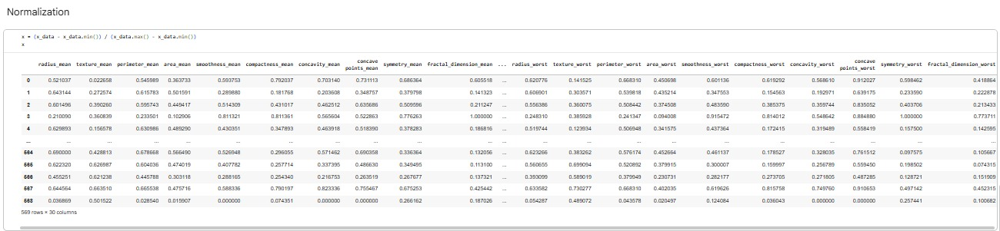 Normalization
x = (x_data - x_data.min()) / (x_data.max() - x_data.min())
x
radius_mean texture_mean perimeter_mean area_mean smoothness_mean compactness_mean concavity_mean concave points_mean symmetry_mean fractal_dimension_mean ... radius_worst texture_worst perimeter_worst area_worst smoothness_worst compactness_worst concavity_worst concave points_worst symmetry_worst fractal_dimension_worst
0 0.521037 0.022658 0.545989 0.363733 0.593753 0.792037 0.703140 0.731113 0.686364 0.605518 ... 0.620776 0.141525 0.668310 0.450698 0.601136 0.619292 0.568610 0.912027 0.598462 0.418864
1 0.643144 0.272574 0.615783 0.501591 0.289880 0.181768 0.203608 0.348757 0.379798 0.141323 ... 0.606901 0.303571 0.539818 0.435214 0.347553 0.154563 0.192971 0.639175 0.233590 0.222878
2 0.601496 0.390260 0.595743 0.449417 0.514309 0.431017 0.462512 0.635686 0.509596 0.211247 ... 0.556386 0.360075 0.508442 0.374508 0.483590 0.385375 0.359744 0.835052 0.403706 0.213433
3 0.210090 0.360839 0.233501 0.102906 0.811321 0.811361 0.565604 0.522863 0.776263 1.000000 ... 0.248310 0.385928 0.241347 0.094008 0.915472 0.814012 0.548642 0.884880 1.000000 0.773711
4 0.629893 0.156578 0.630986 0.489290 0.430351 0.347893 0.463918 0.518390 0.378283 0.186816 ... 0.519744 0.123934 0.506948 0.341575 0.437364 0.172415 0.319489 0.558419 0.157500 0.142595
... ... ... ... ... ... ... ... ... ... ... ... ... ... ... ... ... ... ... ... ... ...
564 0.690000 0.428813 0.678668 0.566490 0.526948 0.296055 0.571462 0.690358 0.336364 0.132056 ... 0.623266 0.383262 0.576174 0.452664 0.461137 0.178527 0.328035 0.761512 0.097575 0.105667
565 0.622320 0.626987 0.604036 0.474019 0.407782 0.257714 0.337395 0.486630 0.349495 0.113100 ... 0.560655 0.699094 0.520892 0.379915 0.300007 0.159997 0.256789 0.559450 0.198502 0.074315
566 0.455251 0.621238 0.445788 0.303118 0.288165 0.254340 0.216753 0.263519 0.267677 0.137321 ... 0.393099 0.589019 0.379949 0.230731 0.282177 0.273705 0.271805 0.487285 0.128721 0.151909
567 0.644564 0.663510 0.665538 0.475716 0.588336 0.790197 0.823336 0.755467 0.675253 0.425442 ... 0.633582 0.730277 0.668310 0.402035 0.619626 0.815758 0.749760 0.910653 0.497142 0.452315
568 0.036869 0.501522 0.028540 0.015907 0.000000 0.074351 0.000000 0.000000 0.266162 0.187026 ... 0.054287 0.489072 0.043578 0.020497 0.124084 0.036043 0.000000 0.000000 0.257441 0.100682
569 rows × 30 columns